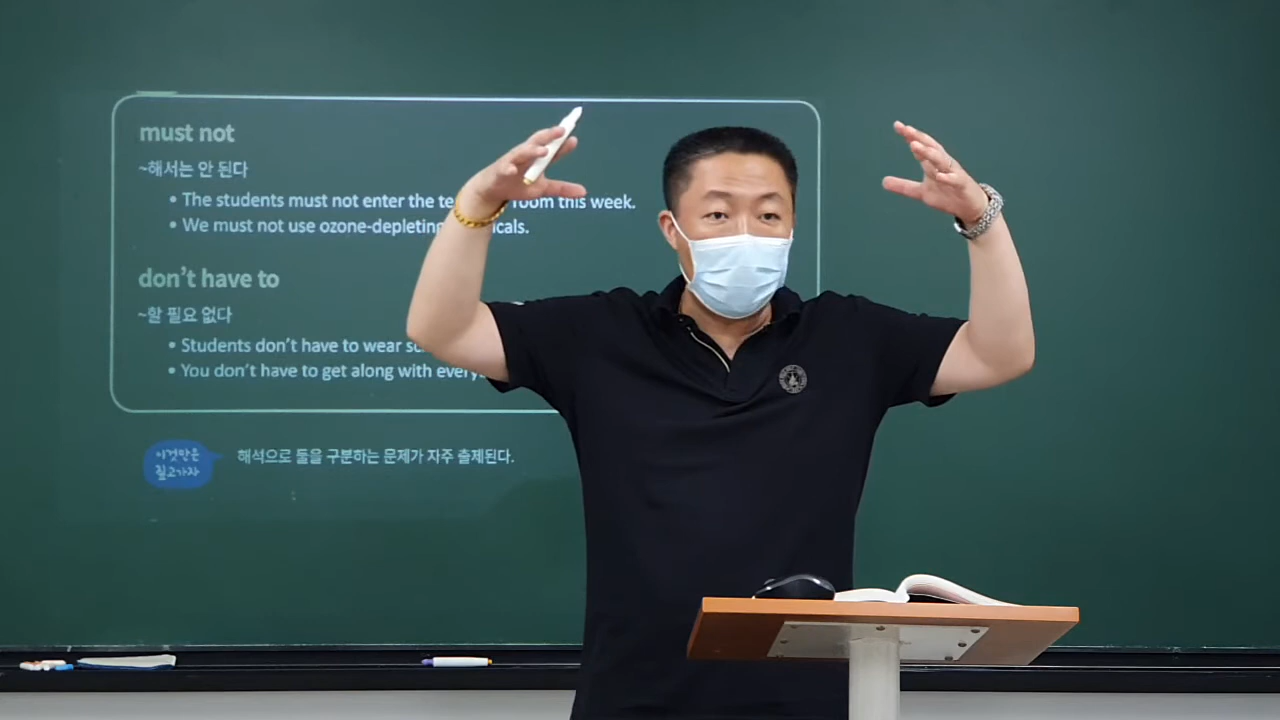 must not
~해서는 안 된다
• The students must not enter the room this week.
• We must not use ozone-depleting
don't have to
~할 필요 없다
• Students don't have to wear
• You don't have to get along with
이것만은
짚고가자
해석으로 둘을 구분하는 문제가 자주 출제된다.